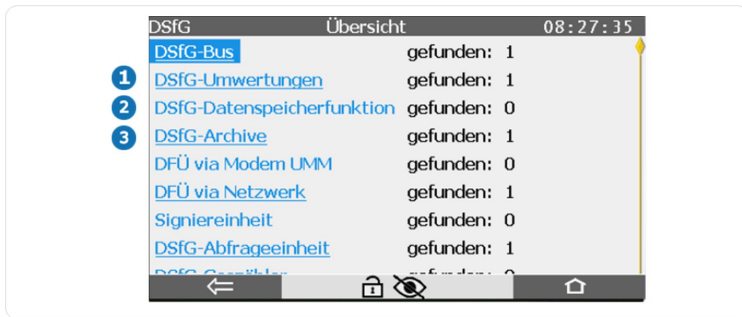 DSfG Übersicht 08:27:35
DSfG-Bus gefunden: 1
1 DSfG-Umwertungen gefunden: 1
2 DSfG-Datenspeicherfunktion gefunden: 0
3 DSfG-Archive gefunden: 1
DFÜ via Modem UMM gefunden: 0
DFÜ via Netzwerk gefunden: 1
Signiereinheit gefunden: 0
DSfG-Abfrageeinheit gefunden: 1